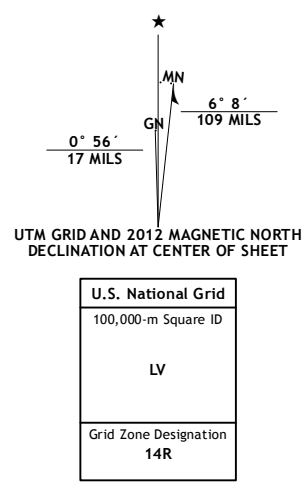 MN
GN
6° 8´
109 MILS
0° 56´
17 MILS
UTM GRID AND 2012 MAGNETIC NORTH
DECLINATION AT CENTER OF SHEET
U.S. National Grid
100,000-m Square ID
LV
Grid Zone Designation
14R